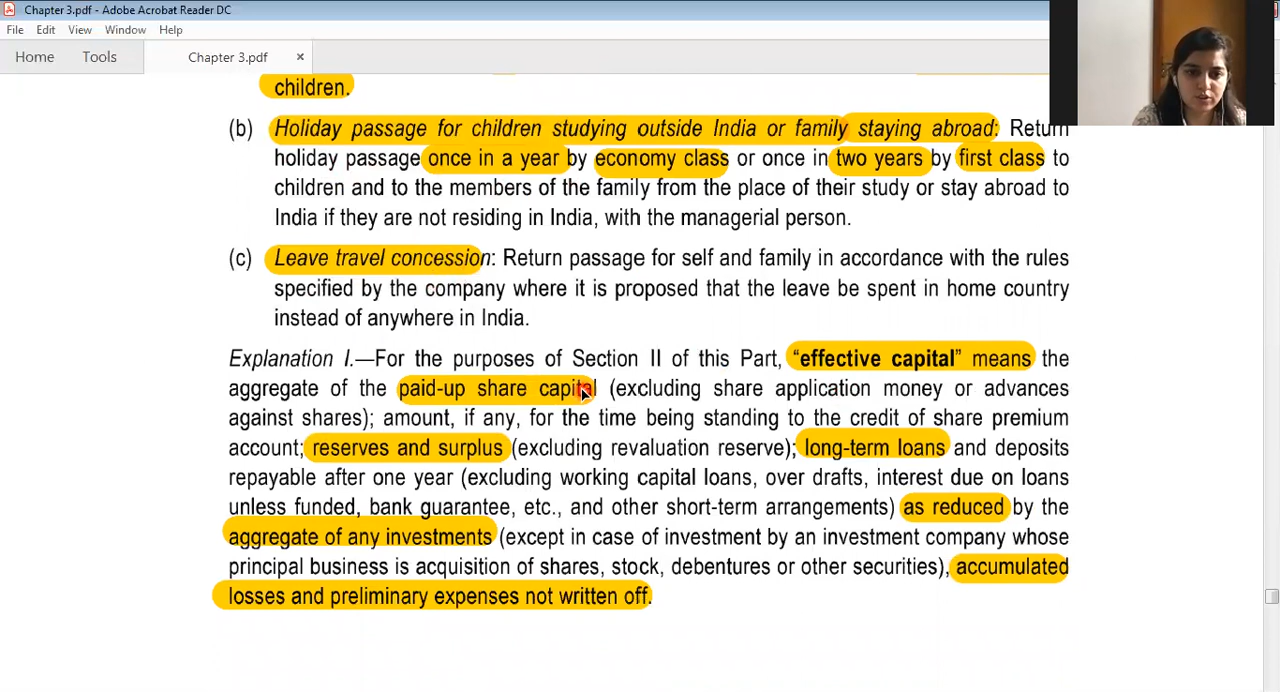 Chapter 3.pdf - Adobe Acrobat Reader DC
File Edit View Window Help
Home Tools Chapter 3.pdf ×
children.
(b) Holiday passage for children studying outside India or family staying abroad: Return
holiday passage once in a year by economy class or once in two years by first class to
children and to the members of the family from the place of their study or stay abroad to
India if they are not residing in India, with the managerial person.
(c) Leave travel concession: Return passage for self and family in accordance with the rules
specified by the company where it is proposed that the leave be spent in home country
instead of anywhere in India.
Explanation I.—For the purposes of Section II of this Part, “effective capital” means the
aggregate of the paid-up share capital (excluding share application money or advances
against shares); amount, if any, for the time being standing to the credit of share premium
account; reserves and surplus (excluding revaluation reserve); long-term loans and deposits
repayable after one year (excluding working capital loans, over drafts, interest due on loans
unless funded, bank guarantee, etc., and other short-term arrangements) as reduced by the
aggregate of any investments (except in case of investment by an investment company whose
principal business is acquisition of shares, stock, debentures or other securities), accumulated
losses and preliminary expenses not written off.